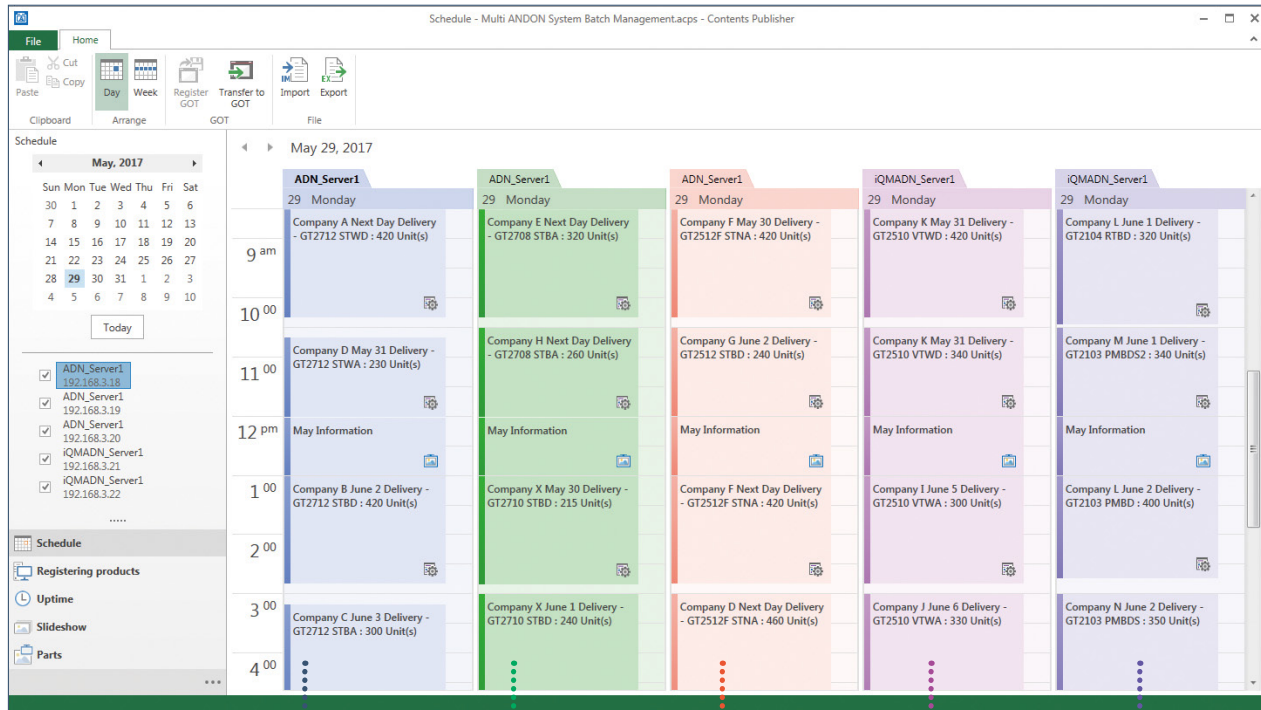 Schedule - Multi ANDON System Batch Management.acps - Contents Publisher
File
Home
Paste
Cut
Copy
Day
Week
Register
GOT
Transfer to
GOT
Import
Export
Clipboard
Arrange
GOT
File
Schedule
May, 2017
Sun Mon Tue Wed Thu Fri Sat
30 1 2 3 4 5 6
7 8 9 10 11 12 13
14 15 16 17 18 19 20
21 22 23 24 25 26 27
28 29 30 31 1 2 3
4 5 6 7 8 9 10
Today
ADN_Server1
192.168.3.18
ADN_Server1
192.168.3.19
ADN_Server1
192.168.3.20
iQMADN_Server1
192.168.3.21
iQMADN_Server1
192.168.3.22
Schedule
Registering products
Uptime
Slideshow
Parts
May 29, 2017
9 am
10 00
11 00
12 pm
1 00
2 00
3 00
4 00
ADN_Server1
29 Monday
Company A Next Day Delivery
- GT2712 STWD : 420 Unit(s)
Company D May 31 Delivery -
GT2712 STWA : 230 Unit(s)
May Information
Company B June 2 Delivery -
GT2712 STBD : 420 Unit(s)
Company C June 3 Delivery -
GT2712 STBA : 300 Unit(s)
ADN_Server1
29 Monday
Company E Next Day Delivery
- GT2708 STBA : 320 Unit(s)
Company H Next Day Delivery
- GT2708 STBA : 260 Unit(s)
May Information
Company X May 30 Delivery -
GT2710 STBD : 215 Unit(s)
Company X June 1 Delivery -
GT2710 STBD : 240 Unit(s)
ADN_Server1
29 Monday
Company F May 30 Delivery -
GT2512F STNA : 420 Unit(s)
Company G June 2 Delivery -
GT2512 STBD : 240 Unit(s)
May Information
Company F Next Day Delivery
- GT2512F STNA : 420 Unit(s)
Company D Next Day Delivery
- GT2512F STNA : 460 Unit(s)
iQMADN_Server1
29 Monday
Company K May 31 Delivery -
GT2510 VTWD : 420 Unit(s)
Company K May 31 Delivery -
GT2510 VTWD : 340 Unit(s)
May Information
Company I June 5 Delivery -
GT2510 VTWA : 300 Unit(s)
Company J June 6 Delivery -
GT2510 VTWA : 330 Unit(s)
iQMADN_Server1
29 Monday
Company L June 1 Delivery -
GT2104 RTBD : 320 Unit(s)
Company M June 1 Delivery -
GT2103 PMBDS2 : 340 Unit(s)
May Information
Company L June 2 Delivery -
GT2103 PMBD : 400 Unit(s)
Company N June 2 Delivery -
GT2103 PMBDS : 350 Unit(s)